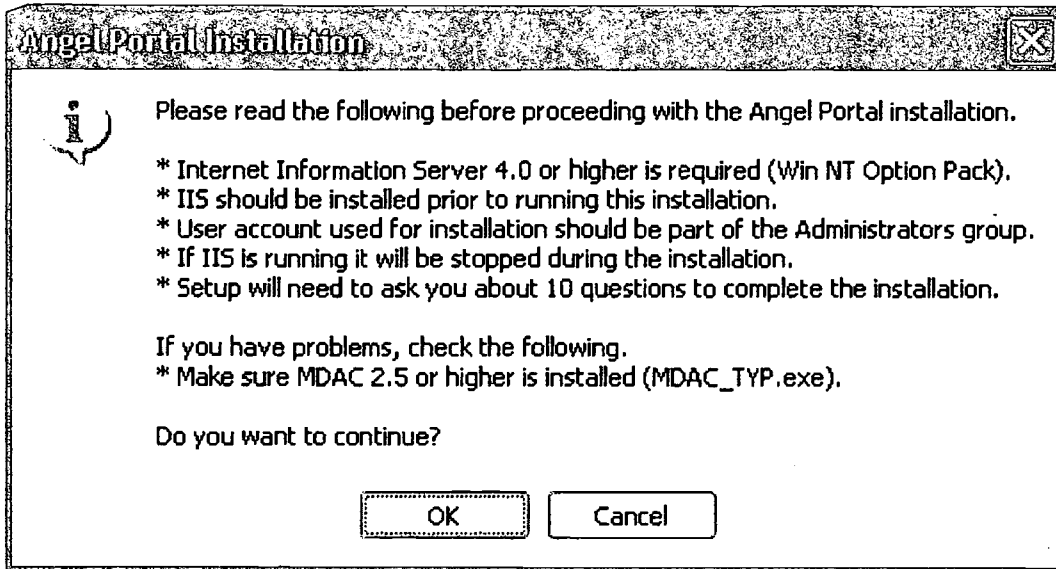 Angel Portal Installation
Please read the following before proceeding with the Angel Portal installation.
* Internet Information Server 4.0 or higher is required (Win NT Option Pack).
* IIS should be installed prior to running this installation.
* User account used for installation should be part of the Administrators group.
* If IIS is running it will be stopped during the installation.
* Setup will need to ask you about 10 questions to complete the installation.
If you have problems, check the following.
* Make sure MDAC 2.5 or higher is installed (MDAC_TYP.exe).
Do you want to continue?
OK Cancel